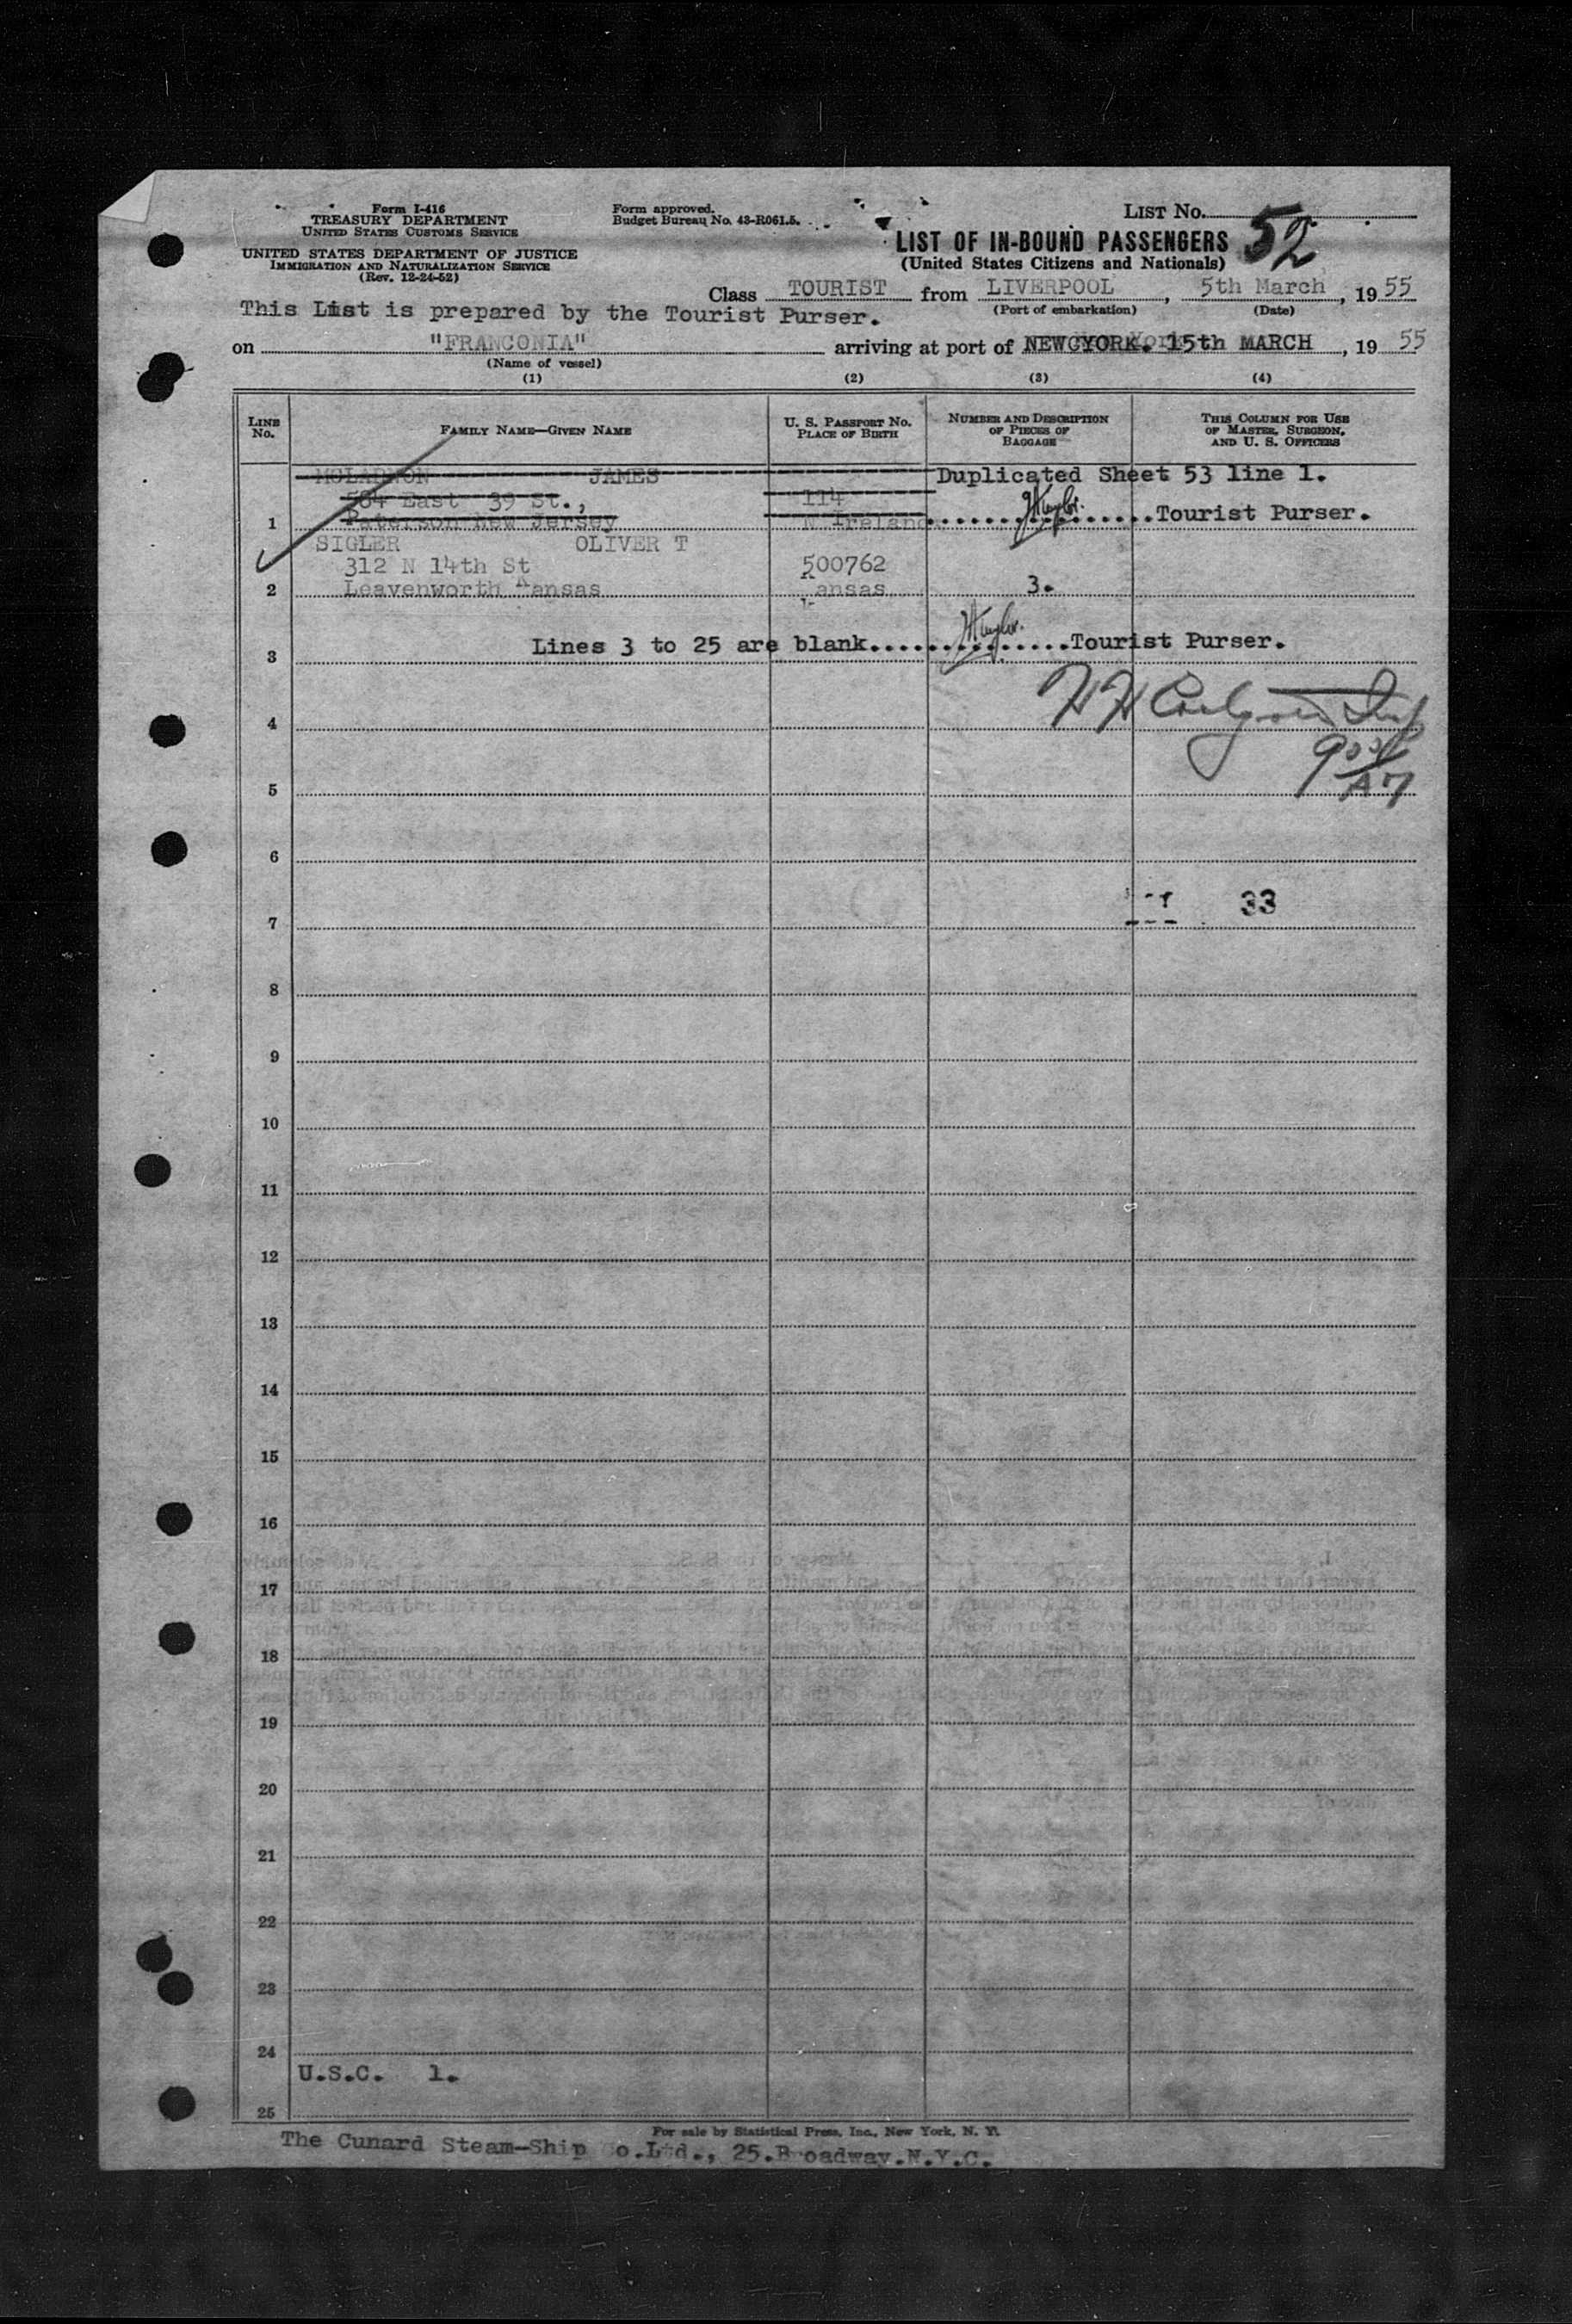 Form I-416
TREASURY DEPARTMENT
UNITED STATES CUSTOMS SERVICE
UNITED STATES DEPARTMENT OF JUSTICE
IMMIGRATION AND NATURALIZATION SERVICE
(Rev. 12-24-52)
Form approved.
Budget Bureau No. 43-R061.5.
LIST No.
52
LIST OF IN-BOUND PASSENGERS
(United States Citizens and Nationals)
Class TOURIST from LIVERPOOL, 5th March, 1955
(Port of embarkation) (Date)
This List is prepared by the Tourist Purser.
on "FRANCONIA" arriving at port of NEW YORK. 15th MARCH, 1955
(Name of vessel)
(1) (2) (3) (4)
LINE No. FAMILY NAME—GIVEN NAME U. S. PASSPORT No. PLACE OF BIRTH NUMBER AND DESCRIPTION OF PIECES OF BAGGAGE THIS COLUMN FOR USE OF MASTER, SURGEON, AND U. S. OFFICERS
JAMES Duplicated Sheet 53 line 1.
584 East 39 St., 114
1 Paterson New Jersey N Ireland Tourist Purser.
SIGLER OLIVER T
312 N 14th St 500762
2 Leavenworth Kansas Kansas 3.
3 Lines 3 to 25 are blank Tourist Purser.
4
5
6
33
7
8
9
10
11
12
13
14
15
16
17
18
19
20
21
22
23
24
U.S.C. 1.
25
For sale by Statistical Press, Inc., New York, N. Y.
The Cunard Steam-Ship o.Ltd., 25.Broadway.N.Y.C.